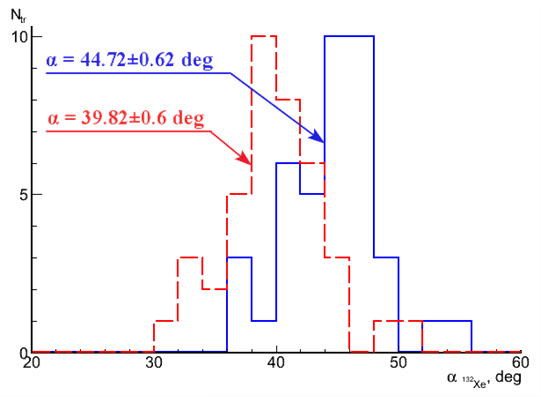 Ntr
10
α = 44.72±0.62 deg
α = 39.82±0.6 deg
5
0
20 30 40 50 60
α 132Xe, deg